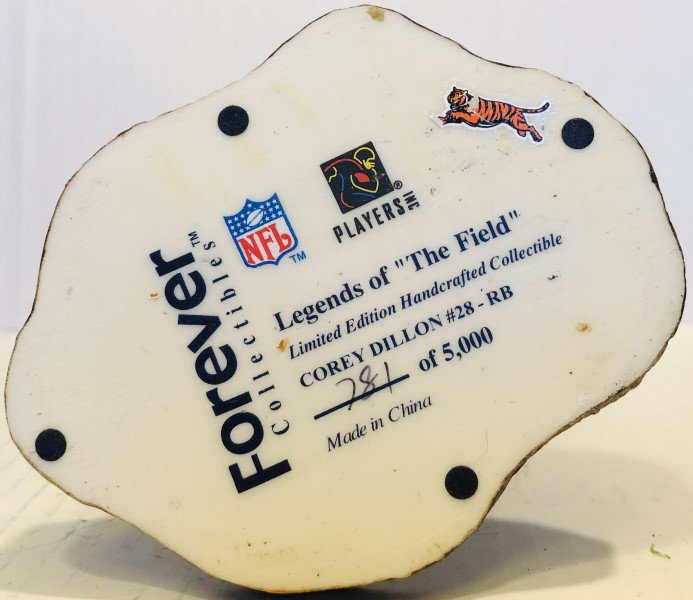 NFL
TM
PLAYERS INC
®
Forever™
Collectibles
Legends of "The Field"
Limited Edition Handcrafted Collectible
COREY DILLON #28 - RB
781 of 5,000
Made in China